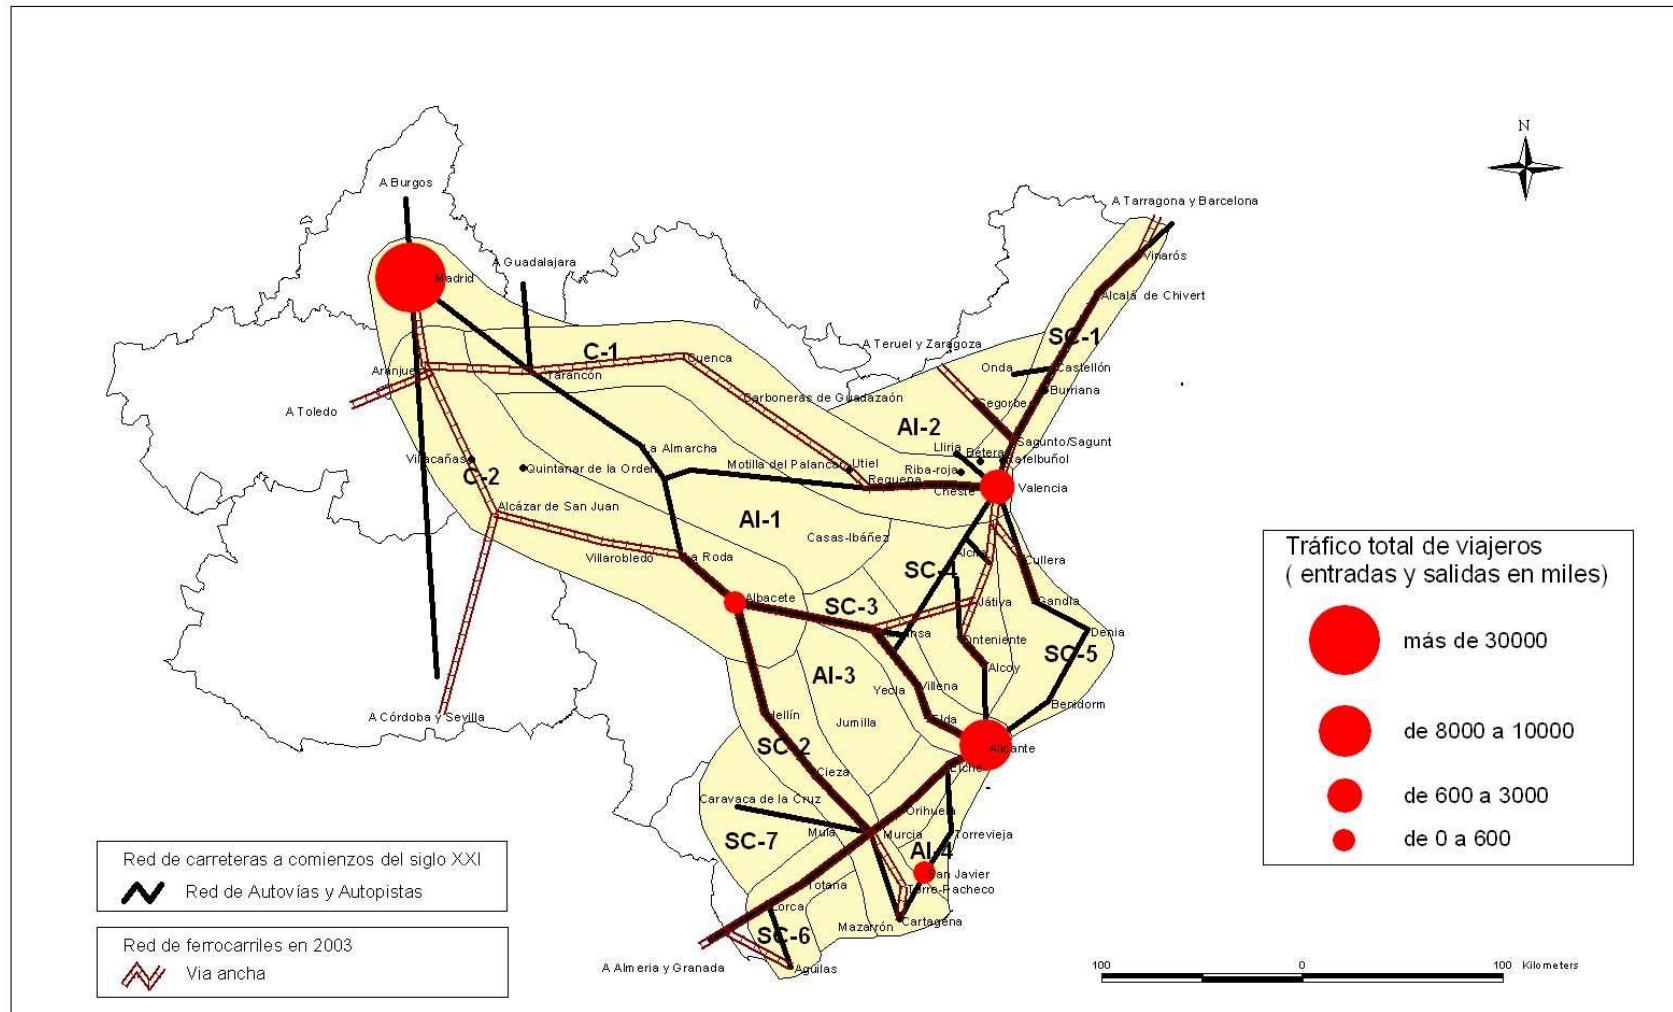 N
A Burgos
A Tarragona y Barcelona
A Guadalajara
Vinarós
Madrid
Alcalá de Chivert
SC-1
A Teruel y Zaragoza
C-1
Cuenca
Onda
Castellón
Aranjuez
Tarancón
Burriana
Carboneras de Guadazaón
Segorbe
A Toledo
AI-2
Sagunto/Sagunt
La Almarcha
Lliria
Bétera
Rafelbuñol
Villacañas
Quintanar de la Orden
Motilla del Palancar
Utiel
Riba-roja
C-2
Requena
Cheste
Valencia
Alcázar de San Juan
AI-1
Casas-Ibáñez
Villarobledo
La Roda
Alcira
Cullera
SC-4
Albacete
SC-3
Játiva
Gandía
Almansa
Onteniente
Denia
SC-5
AI-3
Alcoy
Yecla
Villena
Benidorm
A Córdoba y Sevilla
Hellín
Jumilla
Elda
SC-2
Alicante
Cieza
Elche
Caravaca de la Cruz
Orihuela
SC-7
Mula
Murcia
Torrevieja
AI-4
San Javier
Totana
Torre-Pacheco
Lorca
Mazarrón
Cartagena
SC-6
A Almeria y Granada
Aguilas
Tráfico total de viajeros
( entradas y salidas en miles)
más de 30000
de 8000 a 10000
de 600 a 3000
de 0 a 600
Red de carreteras a comienzos del siglo XXI
Red de Autovías y Autopistas
Red de ferrocarriles en 2003
Via ancha
100 0 100 Kilometers